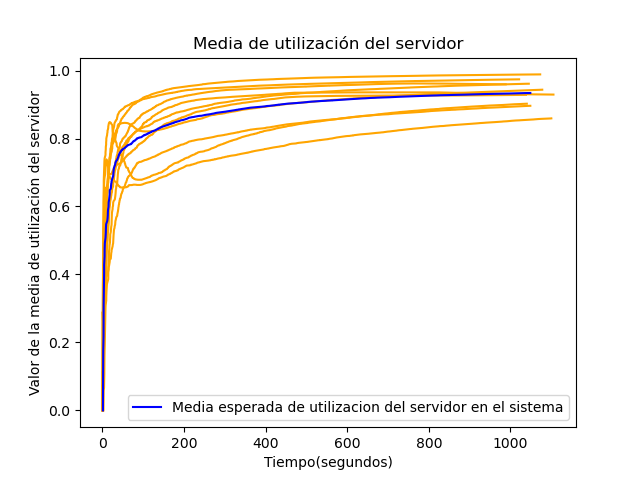 Media de utilización del servidor
Valor de la media de utilización del servidor
1.0
0.8
0.6
0.4
0.2
0.0
Media esperada de utilizacion del servidor en el sistema
0 200 400 600 800 1000
Tiempo(segundos)